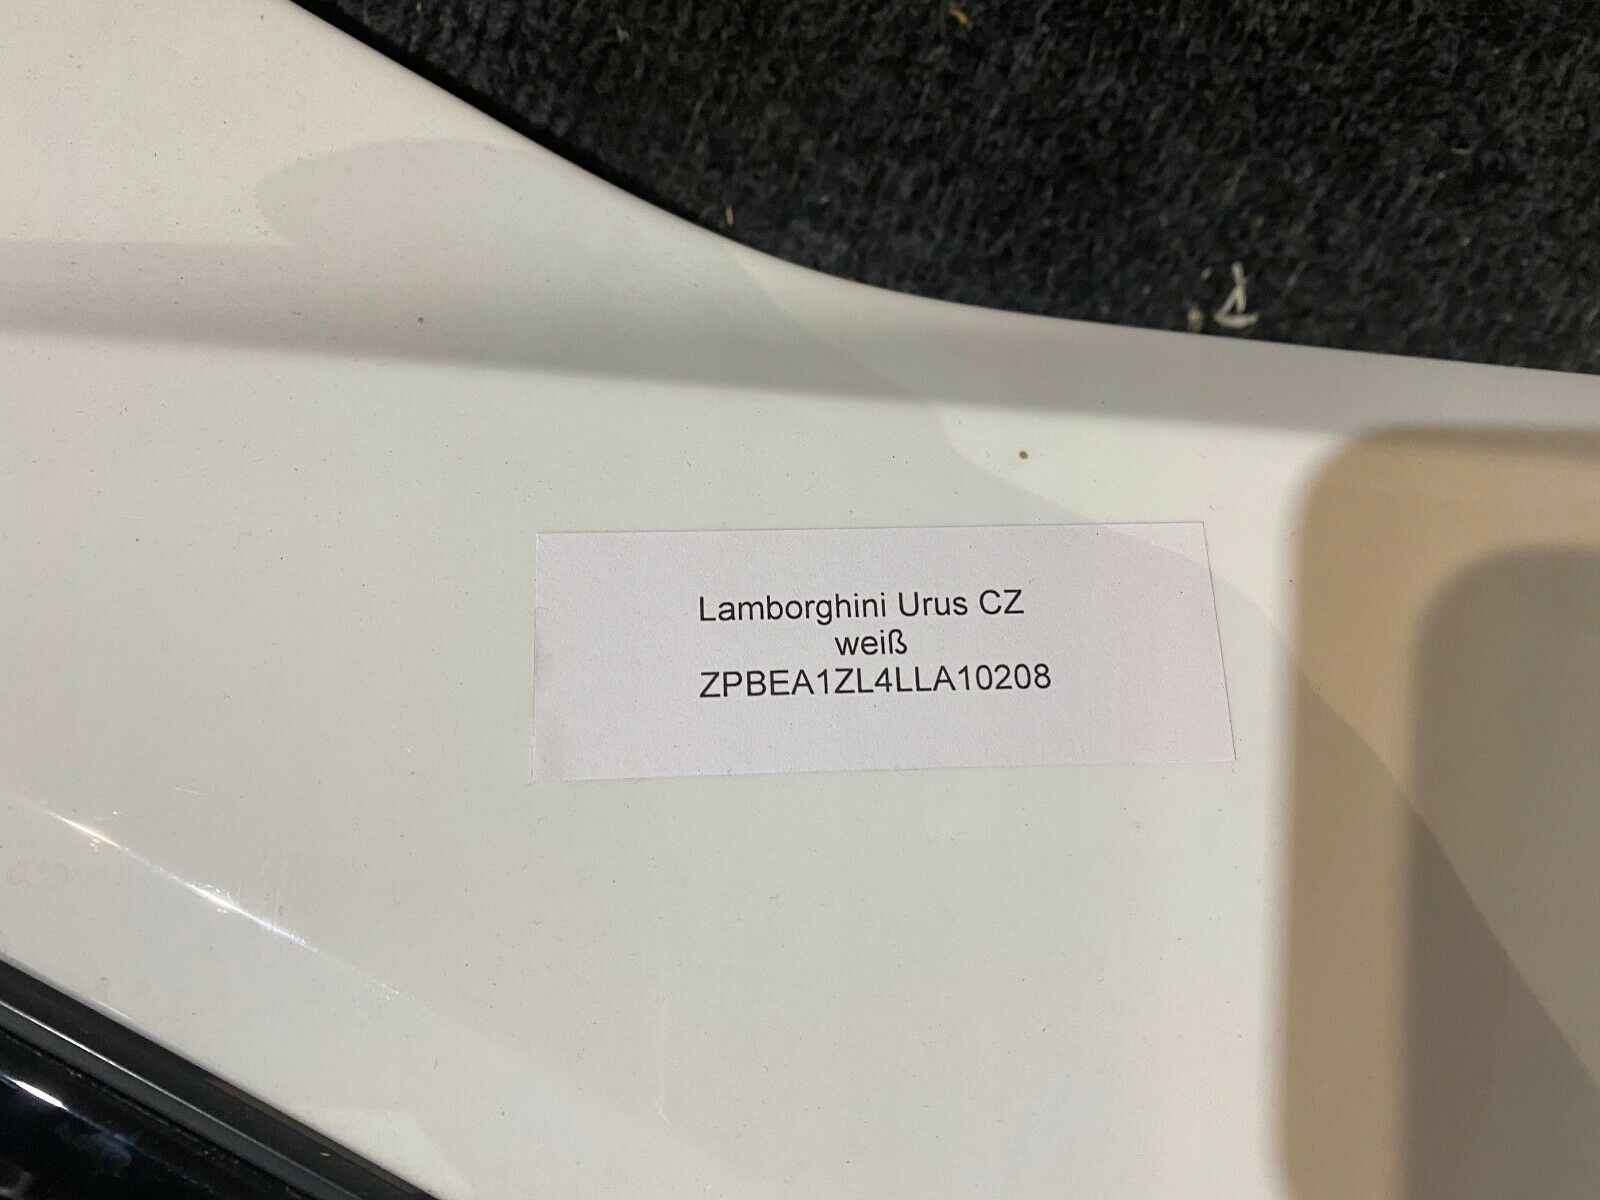 Lamborghini Urus CZ
weiß
ZPBEA1ZL4LLA10208